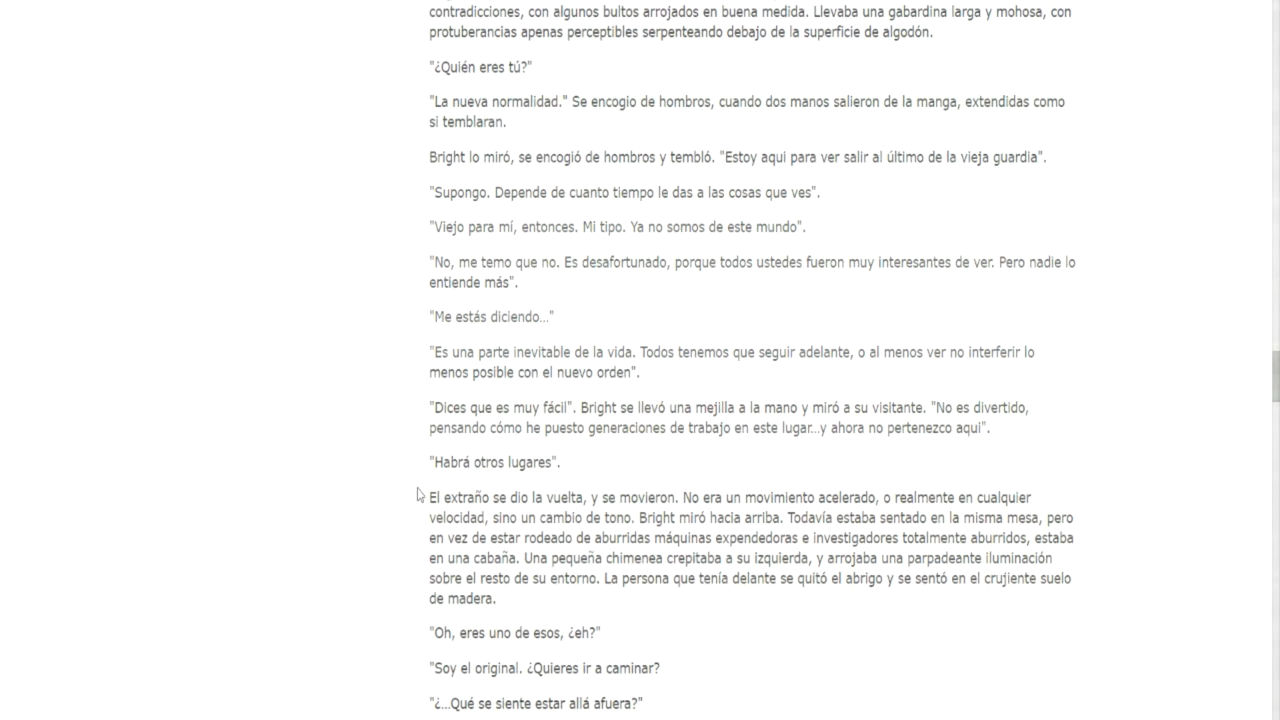 contradicciones, con algunos bultos arrojados en buena medida. Llevaba una gabardina larga y mohosa, con
protuberancias apenas perceptibles serpenteando debajo de la superficie de algodón.
"¿Quién eres tú?"
"La nueva normalidad." Se encogio de hombros, cuando dos manos salieron de la manga, extendidas como
si temblaran.
Bright lo miró, se encogió de hombros y tembló. "Estoy aqui para ver salir al último de la vieja guardia".
"Supongo. Depende de cuanto tiempo le das a las cosas que ves".
"Viejo para mí, entonces. Mi tipo. Ya no somos de este mundo".
"No, me temo que no. Es desafortunado, porque todos ustedes fueron muy interesantes de ver. Pero nadie lo
entiende más".
"Me estás diciendo..."
"Es una parte inevitable de la vida. Todos tenemos que seguir adelante, o al menos ver no interferir lo
menos posible con el nuevo orden".
"Dices que es muy fácil". Bright se llevó una mejilla a la mano y miró a su visitante. "No es divertido,
pensando cómo he puesto generaciones de trabajo en este lugar...y ahora no pertenezco aqui".
"Habrá otros lugares".
El extraño se dio la vuelta, y se movieron. No era un movimiento acelerado, o realmente en cualquier
velocidad, sino un cambio de tono. Bright miró hacia arriba. Todavía estaba sentado en la misma mesa, pero
en vez de estar rodeado de aburridas máquinas expendedoras e investigadores totalmente aburridos, estaba
en una cabaña. Una pequeña chimenea crepitaba a su izquierda, y arrojaba una parpadeante iluminación
sobre el resto de su entorno. La persona que tenía delante se quitó el abrigo y se sentó en el crujiente suelo
de madera.
"Oh, eres uno de esos, ¿eh?"
"Soy el original. ¿Quieres ir a caminar?
"¿...Qué se siente estar allá afuera?"